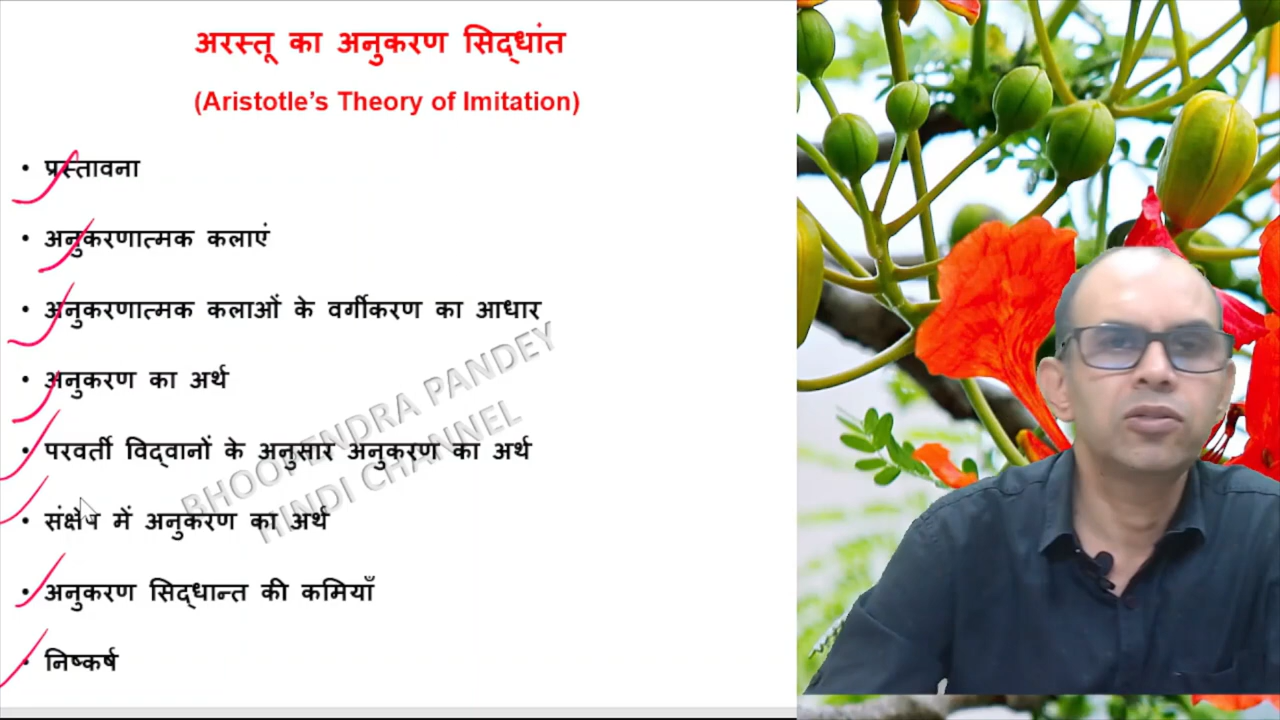 अरस्तू का अनुकरण सिद्धांत
(Aristotle's Theory of Imitation)
• प्रस्तावना
• अनुकरणात्मक कलाएं
• अनुकरणात्मक कलाओं के वर्गीकरण का आधार
• अनुकरण का अर्थ
• परवर्ती विद्वानों के अनुसार अनुकरण का अर्थ
• संक्षेप में अनुकरण का अर्थ
• अनुकरण सिद्धान्त की कमियाँ
• निष्कर्ष
BHOOPENDRA PANDEY
HINDI CHANNEL